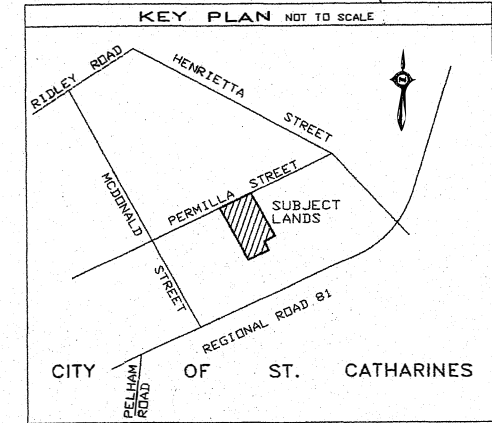 KEY PLAN NOT TO SCALE
RIDLEY ROAD
HENRIETTA STREET
N
MCDONALD STREET
PERMILLA STREET
SUBJECT
LANDS
REGIONAL ROAD 81
CITY OF ST. CATHARINES
PELHAM
ROAD